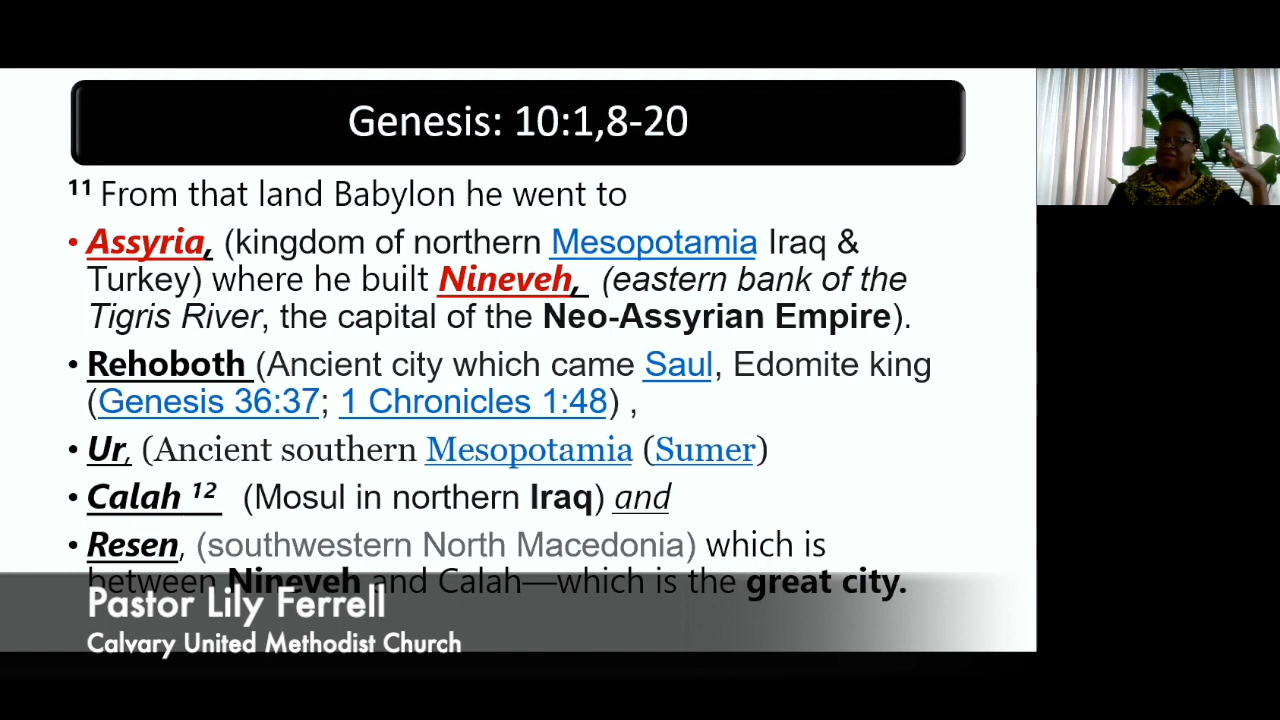 Genesis: 10:1,8-20
11 From that land Babylon he went to
• Assyria, (kingdom of northern Mesopotamia Iraq &
Turkey) where he built Nineveh, (eastern bank of the
Tigris River, the capital of the Neo-Assyrian Empire).
• Rehoboth (Ancient city which came Saul, Edomite king
(Genesis 36:37; 1 Chronicles 1:48) ,
• Ur, (Ancient southern Mesopotamia (Sumer)
• Calah 12 (Mosul in northern Iraq) and
• Resen, (southwestern North Macedonia) which is
between Nineveh and Calah—which is the great city.
Pastor Lily Ferrell
Calvary United Methodist Church